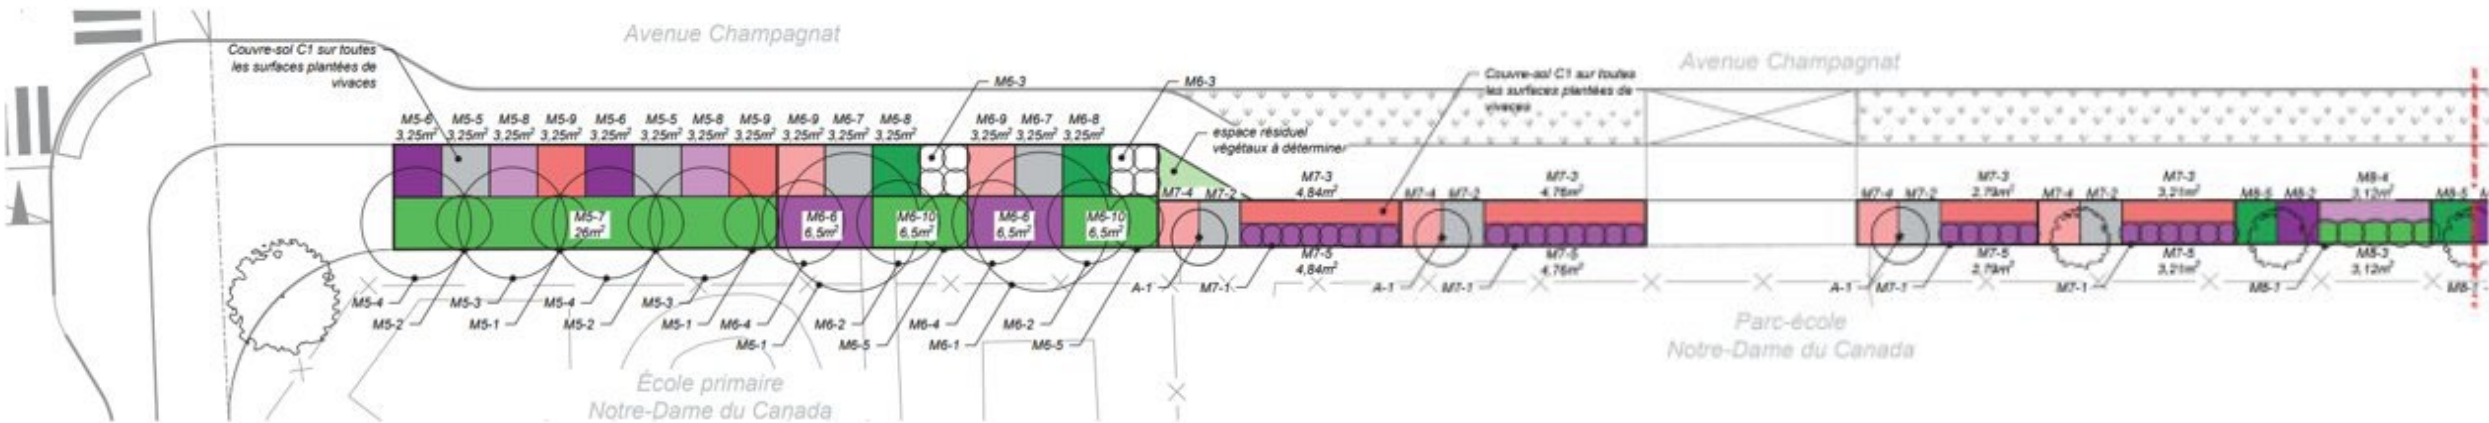 Avenue Champagnat
Avenue Champagnat
Couvre-sol C1 sur toutes
les surfaces plantées de
vivaces
M6-3
M6-3
Couvre-sol C1 sur toutes
les surfaces plantées de
vivaces
M5-6 M5-5 M5-8 M5-9 M5-6 M5-5 M5-8 M5-9 M6-9 M6-7 M6-8 M6-9 M6-7 M6-8
3,25m² 3,25m² 3,25m² 3,25m² 3,25m² 3,25m² 3,25m² 3,25m² 3,25m² 3,25m² 3,25m² 3,25m² 3,25m² 3,25m²
espace résiduel
végétaux à déterminer
M7-3 M7-3 M7-3 M7-3 M8-4
4,84m² 4,76m² 2,79m² 3,21m² 3,12m²
M7-4 M7-2 M7-4 M7-2 M7-4 M7-2 M7-4 M7-2 M8-5 M8-2 M8-5
M5-7 M6-6 M6-10 M6-6 M6-10
26m² 6,5m² 6,5m² 6,5m² 6,5m²
M7-5 M7-5 M7-5 M7-5 M8-3
4,84m² 4,76m² 2,79m² 3,21m² 3,12m²
A-1 M7-1 A-1 M7-1 A-1 M7-1 M7-1 M8-1 M8-1
M5-4 M5-3 M5-4 M5-3
M5-2 M5-1 M5-2 M5-1 M6-4 M6-2 M6-4 M6-2
M6-1 M6-5 M6-1 M6-5
Parc-école
Notre-Dame du Canada
École primaire
Notre-Dame du Canada